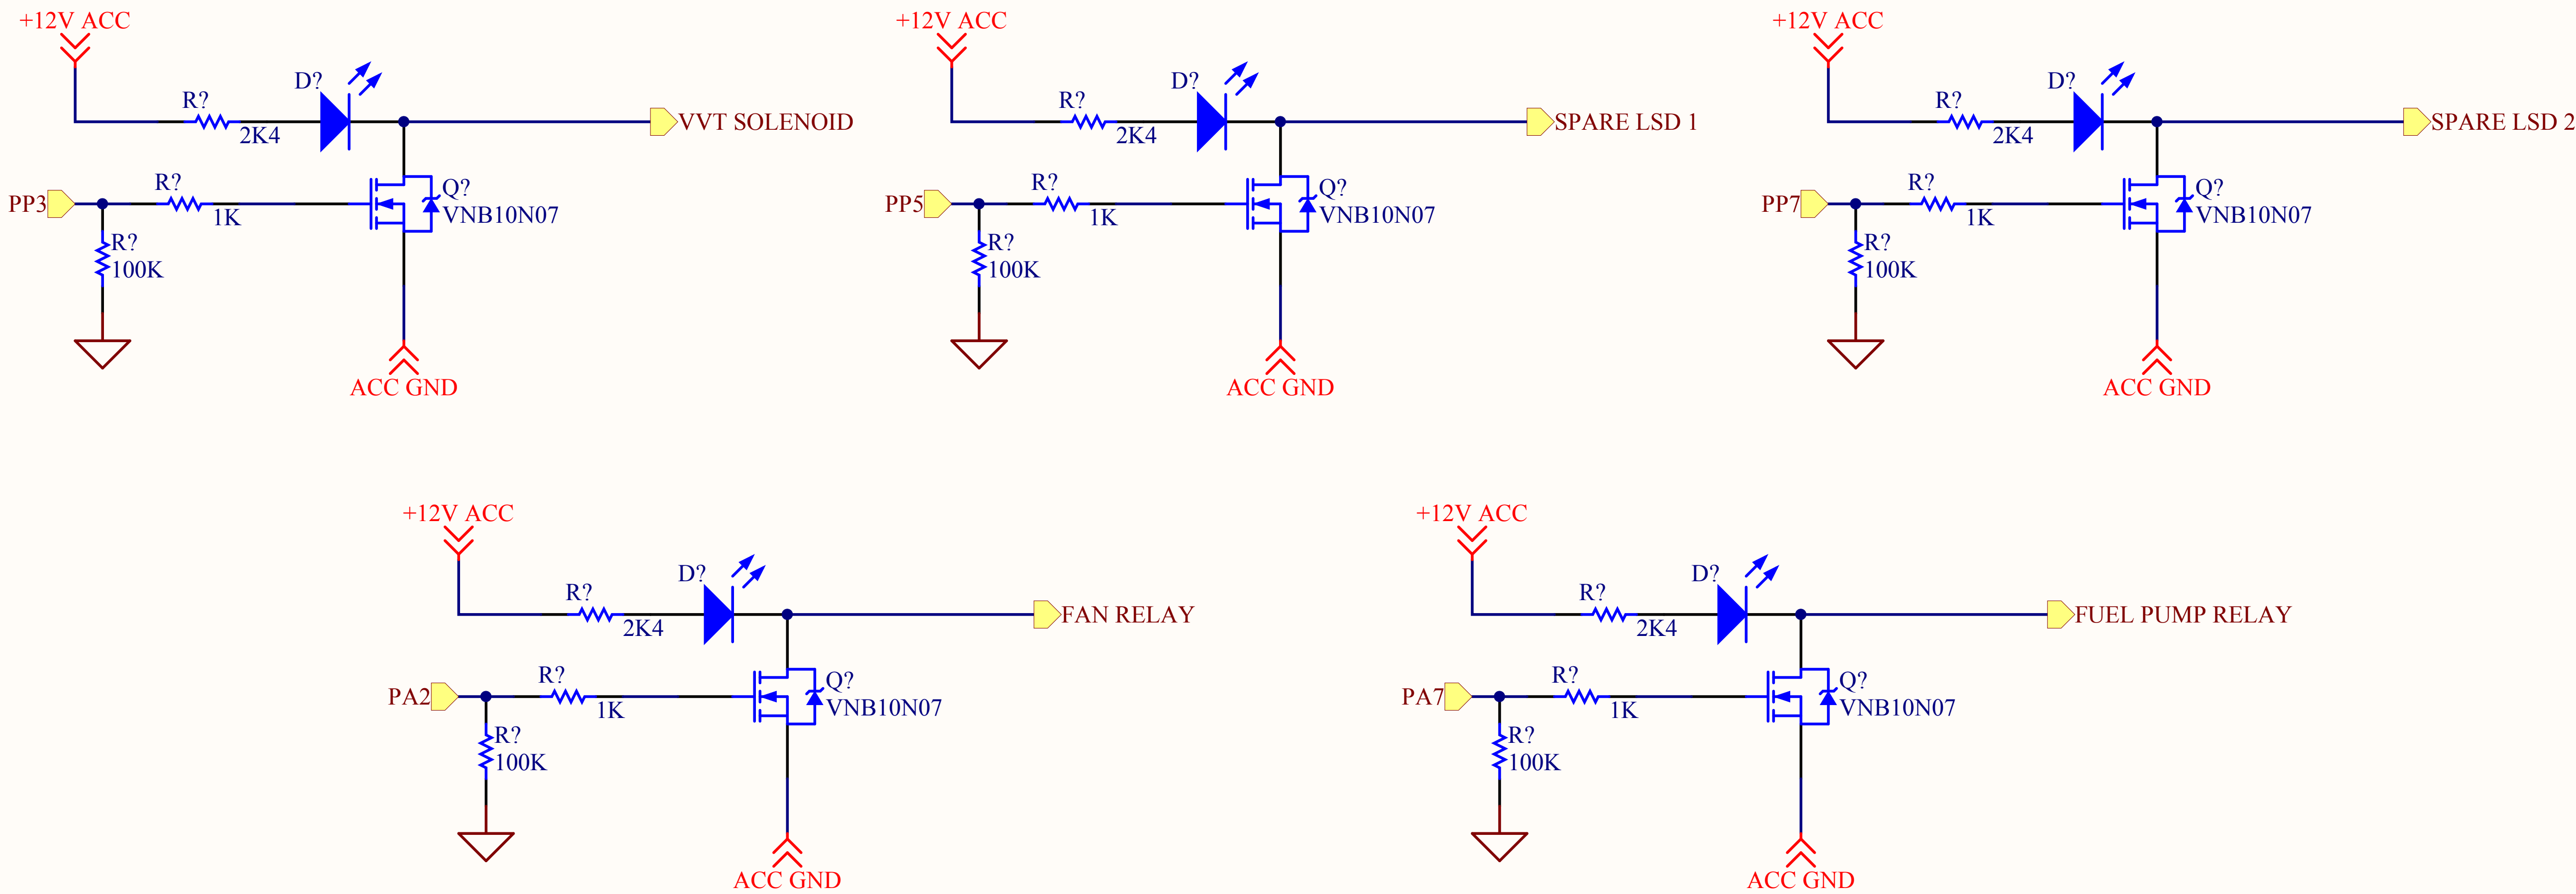 +12V ACC
D?
R?
2K4
VVT SOLENOID
PP3
R?
1K
Q?
VNB10N07
R?
100K
ACC GND
+12V ACC
D?
R?
2K4
SPARE LSD 1
PP5
R?
1K
Q?
VNB10N07
R?
100K
ACC GND
+12V ACC
D?
R?
2K4
SPARE LSD 2
PP7
R?
1K
Q?
VNB10N07
R?
100K
ACC GND
+12V ACC
D?
R?
2K4
FAN RELAY
PA2
R?
1K
Q?
VNB10N07
R?
100K
ACC GND
+12V ACC
D?
R?
2K4
FUEL PUMP RELAY
PA7
R?
1K
Q?
VNB10N07
R?
100K
ACC GND